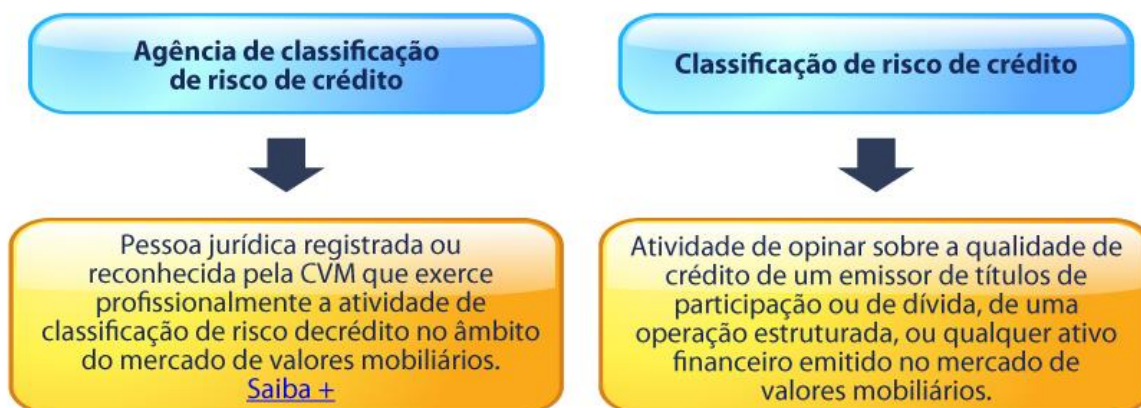 Agência de classificação
de risco de crédito
Pessoa jurídica registrada ou
reconhecida pela CVM que exerce
profissionalmente a atividade de
classificação de risco decrédito no âmbito
do mercado de valores mobiliários.
Saiba +
Classificação de risco de crédito
Atividade de opinar sobre a qualidade de
crédito de um emissor de títulos de
participação ou de dívida, de uma
operação estruturada, ou qualquer ativo
financeiro emitido no mercado de
valores mobiliários.